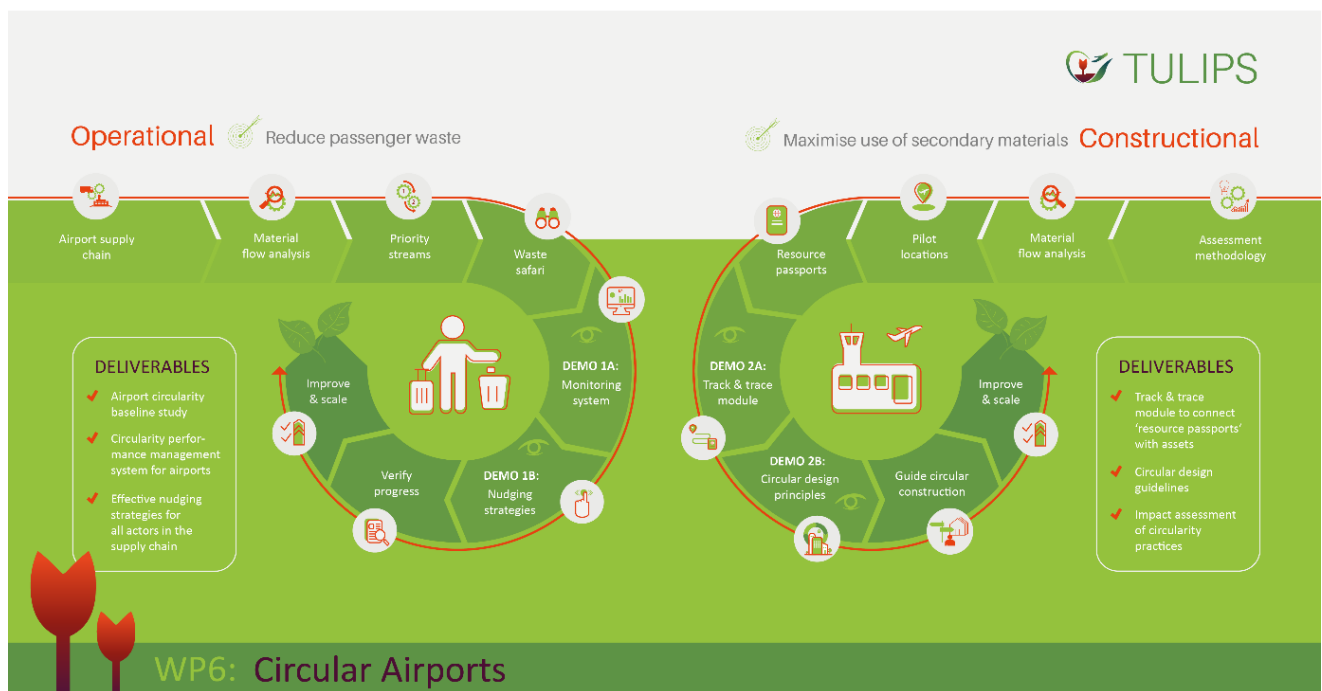 TULIPS
Operational
Reduce passenger waste
Maximise use of secondary materials
Constructional
Airport supply
chain
Material
flow analysis
Priority
streams
Waste
safari
DEMO 1A:
Monitoring
system
DEMO 1B:
Nudging
strategies
Verify
progress
Improve
& scale
DELIVERABLES
Airport circularity
baseline study
Circularity perfor-
mance management
system for airports
Effective nudging
strategies for
all actors in the
supply chain
Assessment
methodology
Material
flow analysis
Pilot
locations
Resource
passports
DEMO 2A:
Track & trace
module
DEMO 2B:
Circular design
principles
Guide circular
construction
Improve
& scale
DELIVERABLES
Track & trace
module to connect
‘resource passports’
with assets
Circular design
guidelines
Impact assessment
of circularity
practices
WP6: Circular Airports